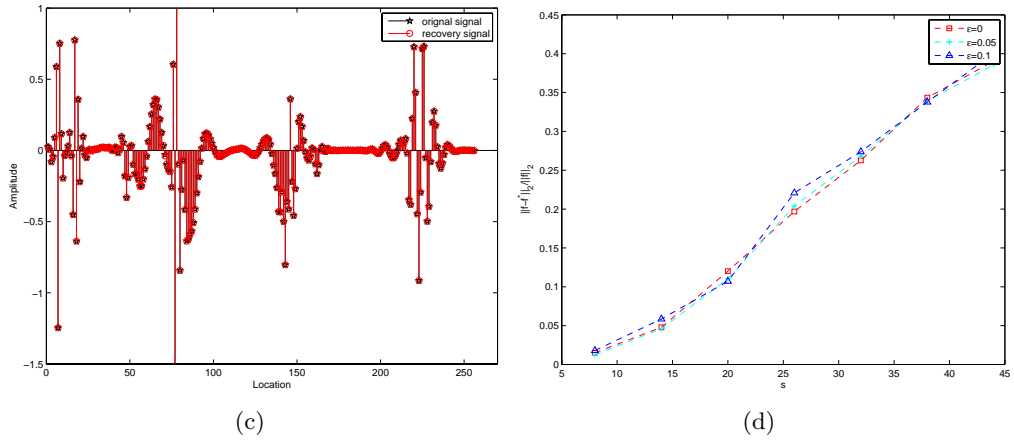 1
0.5
0
−0.5
−1
−1.5
Amplitude
0 50 100 150 200 250
Location
orignal signal
recovery signal
(c)
0.45
0.4
0.35
0.3
0.25
0.2
0.15
0.1
0.05
0
||f−f*||2/||f||2
5 10 15 20 25 30 35 40 45
s
ε=0
ε=0.05
ε=0.1
(d)